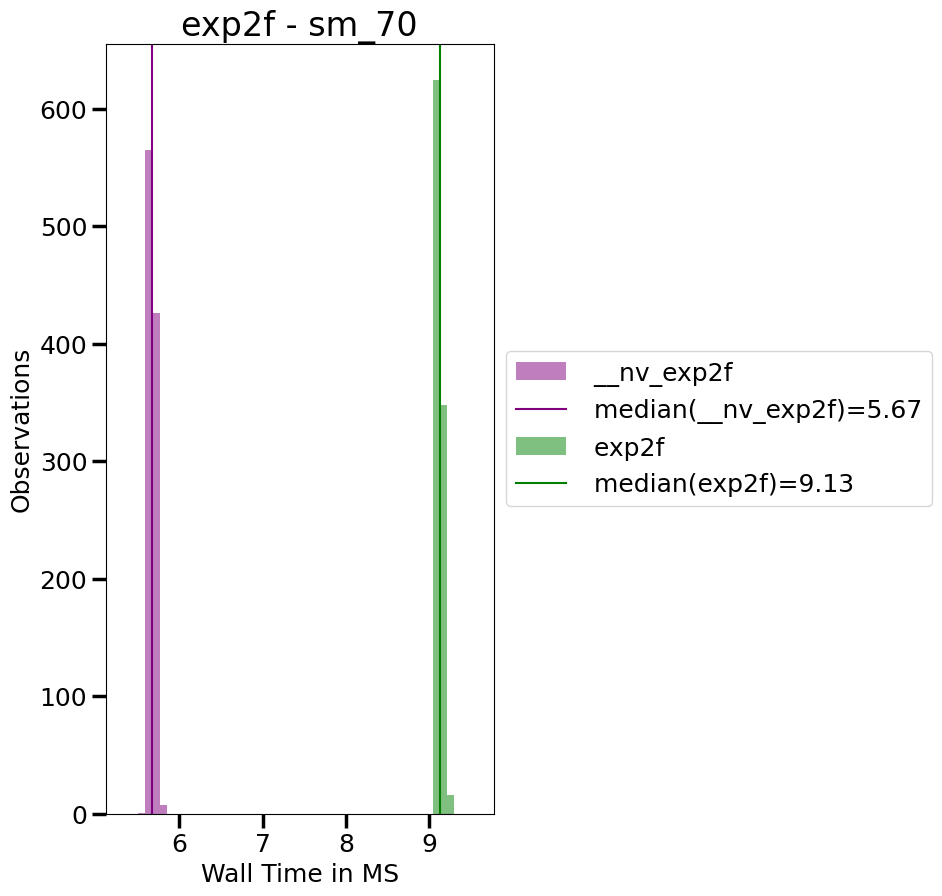 exp2f - sm_70
600
500
400
300
200
100
0
Observations
6 7 8 9
Wall Time in MS
__nv_exp2f
median(__nv_exp2f)=5.67
exp2f
median(exp2f)=9.13